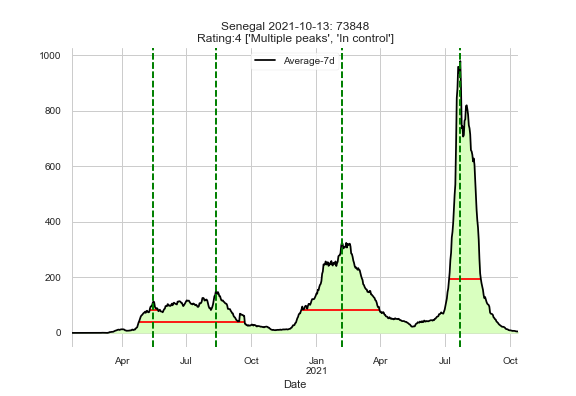 Senegal 2021-10-13: 73848
Rating:4 ['Multiple peaks', 'In control']
Average-7d
1000
800
600
400
200
0
Apr Jul Oct Jan Apr Jul Oct
2021
Date